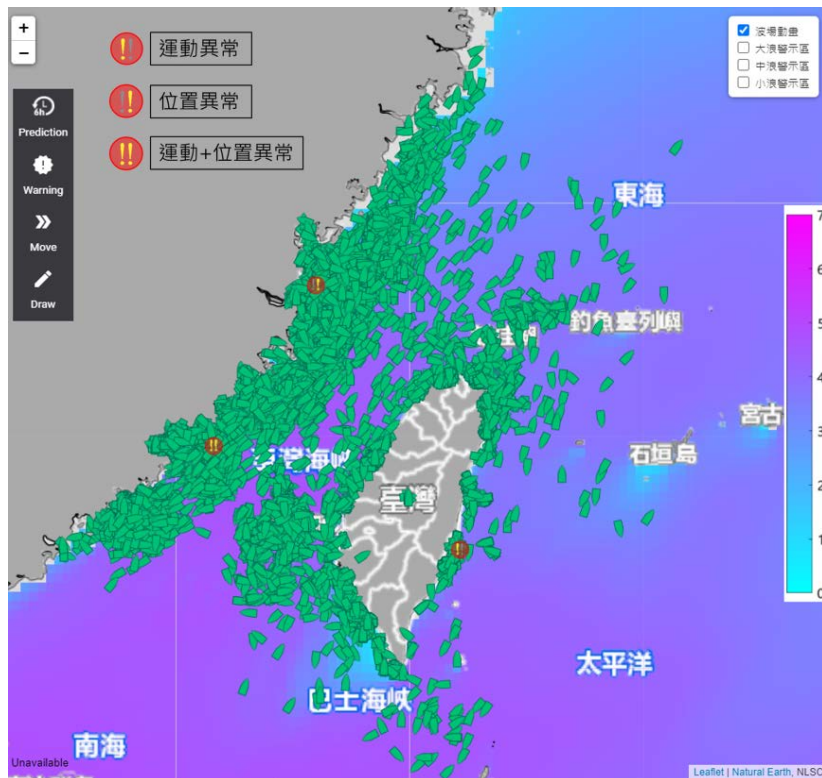 +
−
運動異常
位置異常
運動+位置異常
6h
Prediction
Warning
Move
Draw
波場動畫
大浪警示區
中浪警示區
小浪警示區
東海
釣魚臺列嶼
宮古
石垣島
臺灣海峽
臺灣
太平洋
巴士海峽
南海
7
6
5
4
3
2
1
0
Unavailable
Leaflet | Natural Earth, NLSC